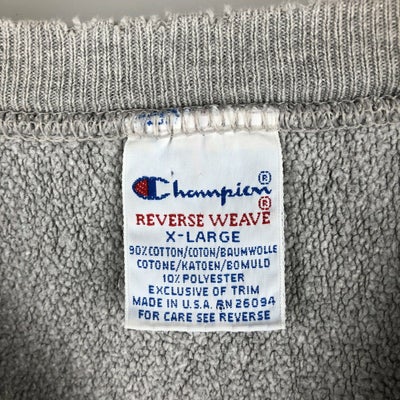 Champion®
REVERSE WEAVE®
X-LARGE
90% COTTON/COTON/BAUMWOLLE
COTONE/KATOEN/BOMULD
10% POLYESTER
EXCLUSIVE OF TRIM
MADE IN U.S.A. RN 26094
FOR CARE SEE REVERSE